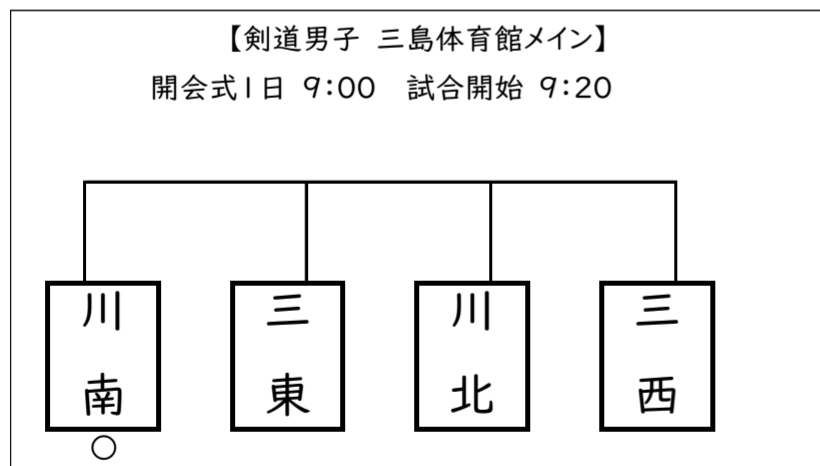 【剣道男子 三島体育館メイン】
開会式1日 9:00　試合開始 9:20
川南
三東
川北
三西
○